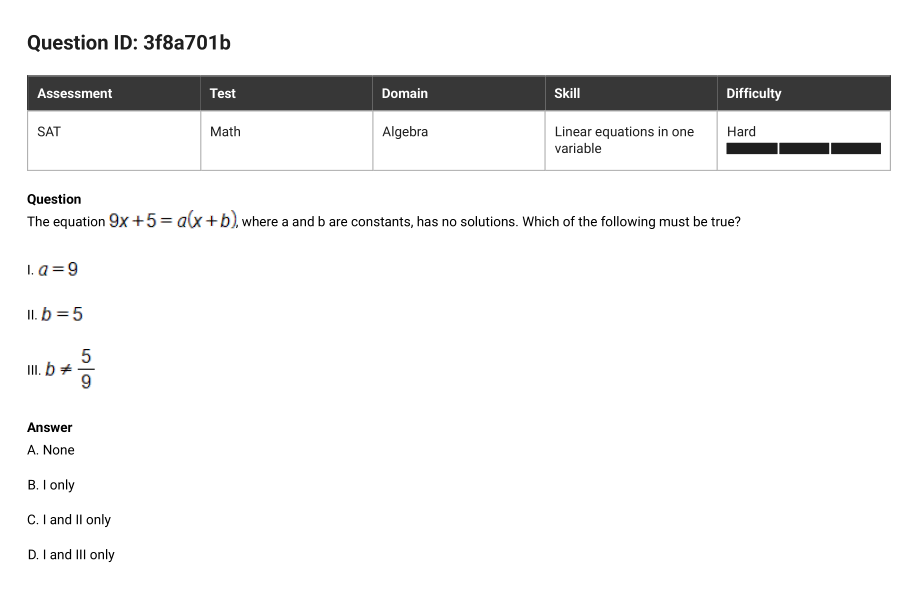 Question ID: 3f8a701b
Assessment Test Domain Skill Difficulty
SAT Math Algebra Linear equations in one variable Hard
Question
The equation 9x + 5 = a(x + b), where a and b are constants, has no solutions. Which of the following must be true?
I. a = 9
II. b = 5
III. b ≠ 5/9
Answer
A. None
B. I only
C. I and II only
D. I and III only